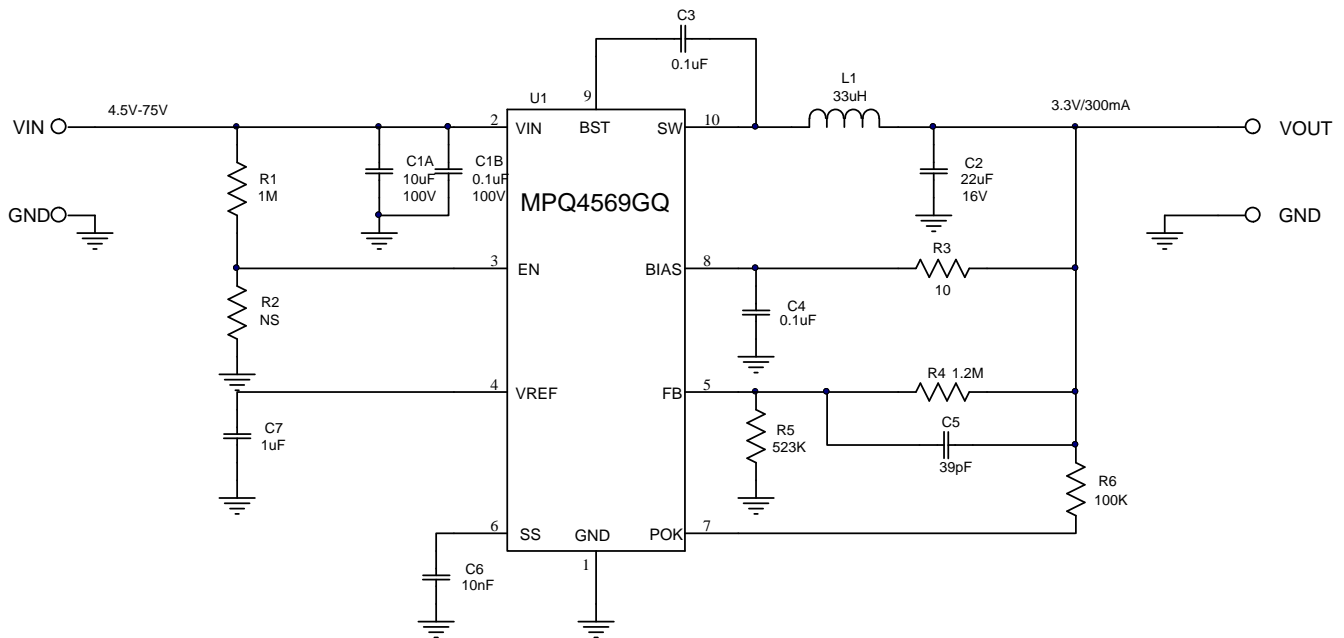 C3
0.1uF
L1
33uH
4.5V-75V
U1
9
3.3V/300mA
VIN
2
VIN
BST
SW
10
VOUT
R1
1M
C1A
10uF
100V
C1B
0.1uF
100V
MPQ4569GQ
C2
22uF
16V
GND
GND
3
EN
BIAS
8
R3
10
R2
NS
C4
0.1uF
4
VREF
FB
5
R4 1.2M
C7
1uF
R5
523K
C5
39pF
R6
100K
6
SS
GND
POK
7
1
C6
10nF